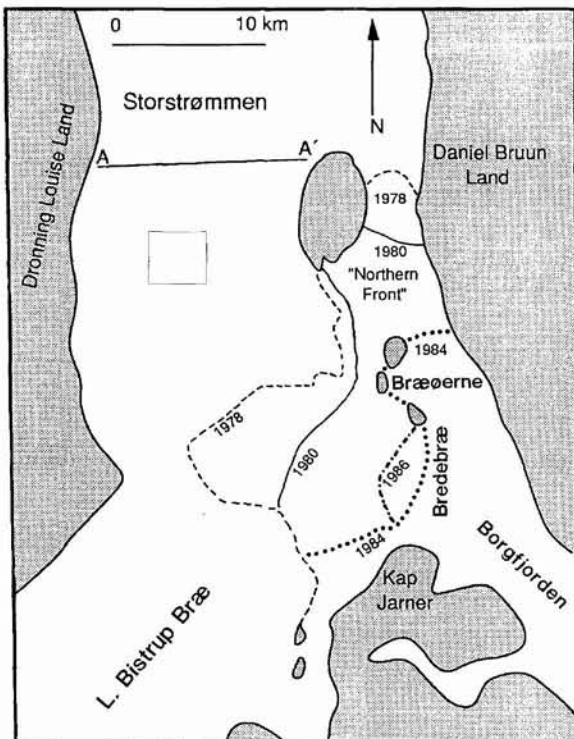 0 10 km
Storstrømmen
N
A A´
Daniel Bruun
Land
Dronning Louise Land
1978
1980
"Northern
Front"
1984
Bræøerne
1978
1980
1986
Bredebræ
1984
Borgfjorden
Kap
Jarner
L. Bistrup Bræ